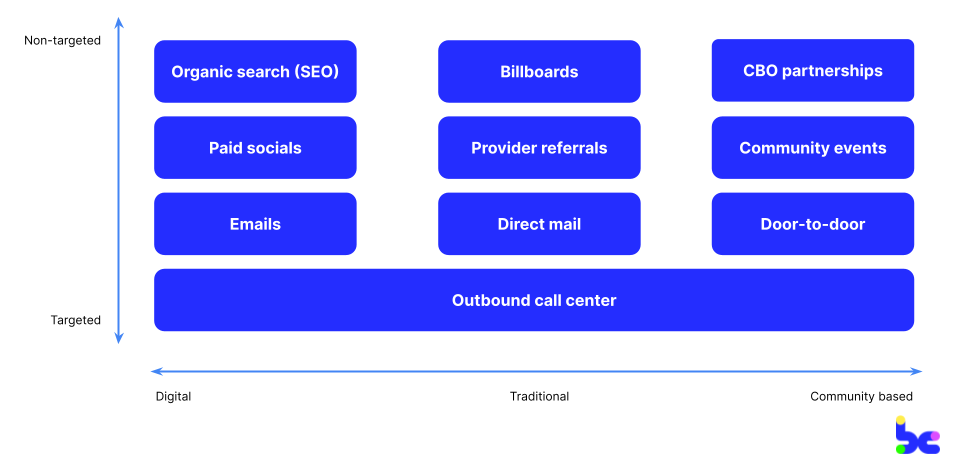 Non-targeted
Organic search (SEO)
Billboards
CBO partnerships
Paid socials
Provider referrals
Community events
Emails
Direct mail
Door-to-door
Outbound call center
Targeted
Digital
Traditional
Community based
bc